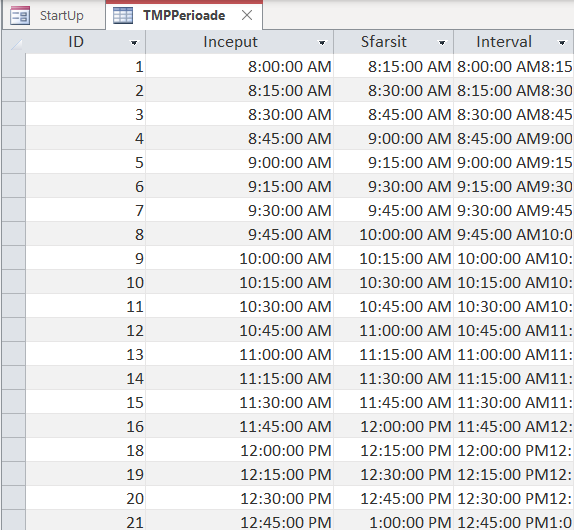 StartUp TMPPerioade
ID Inceput Sfarsit Interval
1 8:00:00 AM 8:15:00 AM 8:00:00 AM8:15
2 8:15:00 AM 8:30:00 AM 8:15:00 AM8:30
3 8:30:00 AM 8:45:00 AM 8:30:00 AM8:45
4 8:45:00 AM 9:00:00 AM 8:45:00 AM9:00
5 9:00:00 AM 9:15:00 AM 9:00:00 AM9:15
6 9:15:00 AM 9:30:00 AM 9:15:00 AM9:30
7 9:30:00 AM 9:45:00 AM 9:30:00 AM9:45
8 9:45:00 AM 10:00:00 AM 9:45:00 AM10:0
9 10:00:00 AM 10:15:00 AM 10:00:00 AM10:
10 10:15:00 AM 10:30:00 AM 10:15:00 AM10:
11 10:30:00 AM 10:45:00 AM 10:30:00 AM10:
12 10:45:00 AM 11:00:00 AM 10:45:00 AM11:
13 11:00:00 AM 11:15:00 AM 11:00:00 AM11:
14 11:15:00 AM 11:30:00 AM 11:15:00 AM11:
15 11:30:00 AM 11:45:00 AM 11:30:00 AM11:
16 11:45:00 AM 12:00:00 PM 11:45:00 AM12:
18 12:00:00 PM 12:15:00 PM 12:00:00 PM12:
19 12:15:00 PM 12:30:00 PM 12:15:00 PM12:
20 12:30:00 PM 12:45:00 PM 12:30:00 PM12:
21 12:45:00 PM 1:00:00 PM 12:45:00 PM1:0